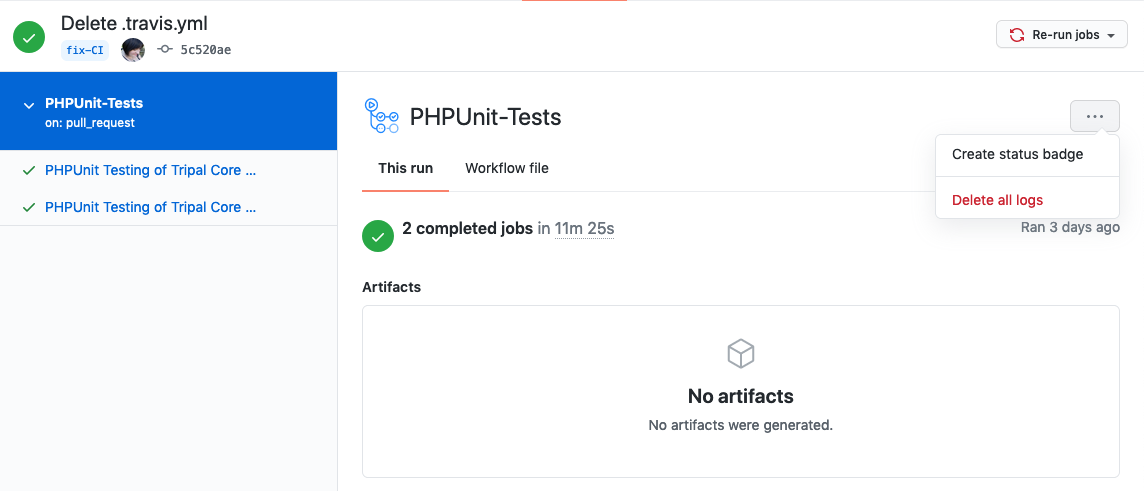 Delete .travis.yml
fix-CI 5c520ae
Re-run jobs
PHPUnit-Tests
on: pull_request
PHPUnit Testing of Tripal Core ...
PHPUnit Testing of Tripal Core ...
PHPUnit-Tests
...
Create status badge
Delete all logs
This run Workflow file
2 completed jobs in 11m 25s
Ran 3 days ago
Artifacts
No artifacts
No artifacts were generated.